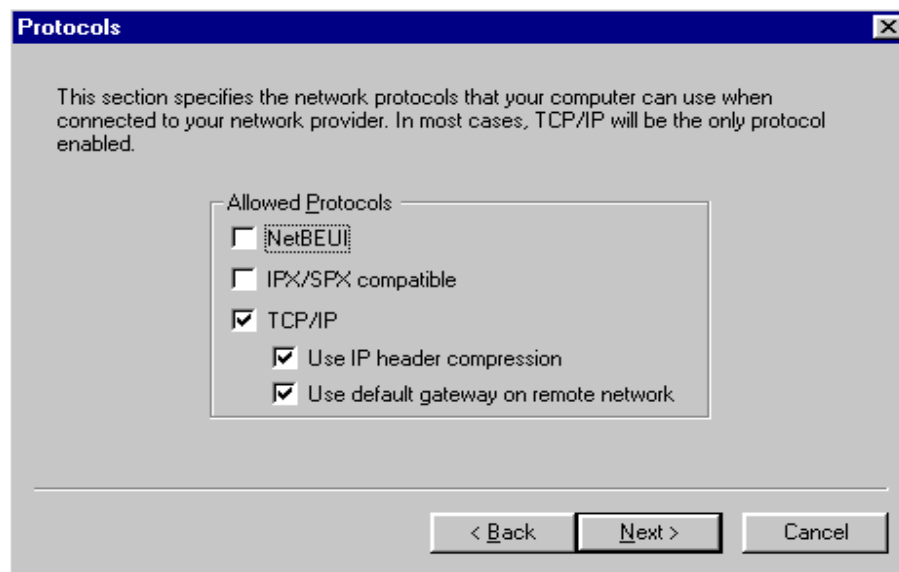 Protocols
This section specifies the network protocols that your computer can use when
connected to your network provider. In most cases, TCP/IP will be the only protocol
enabled.
Allowed Protocols
NetBEUI
IPX/SPX compatible
TCP/IP
Use IP header compression
Use default gateway on remote network
< Back Next > Cancel